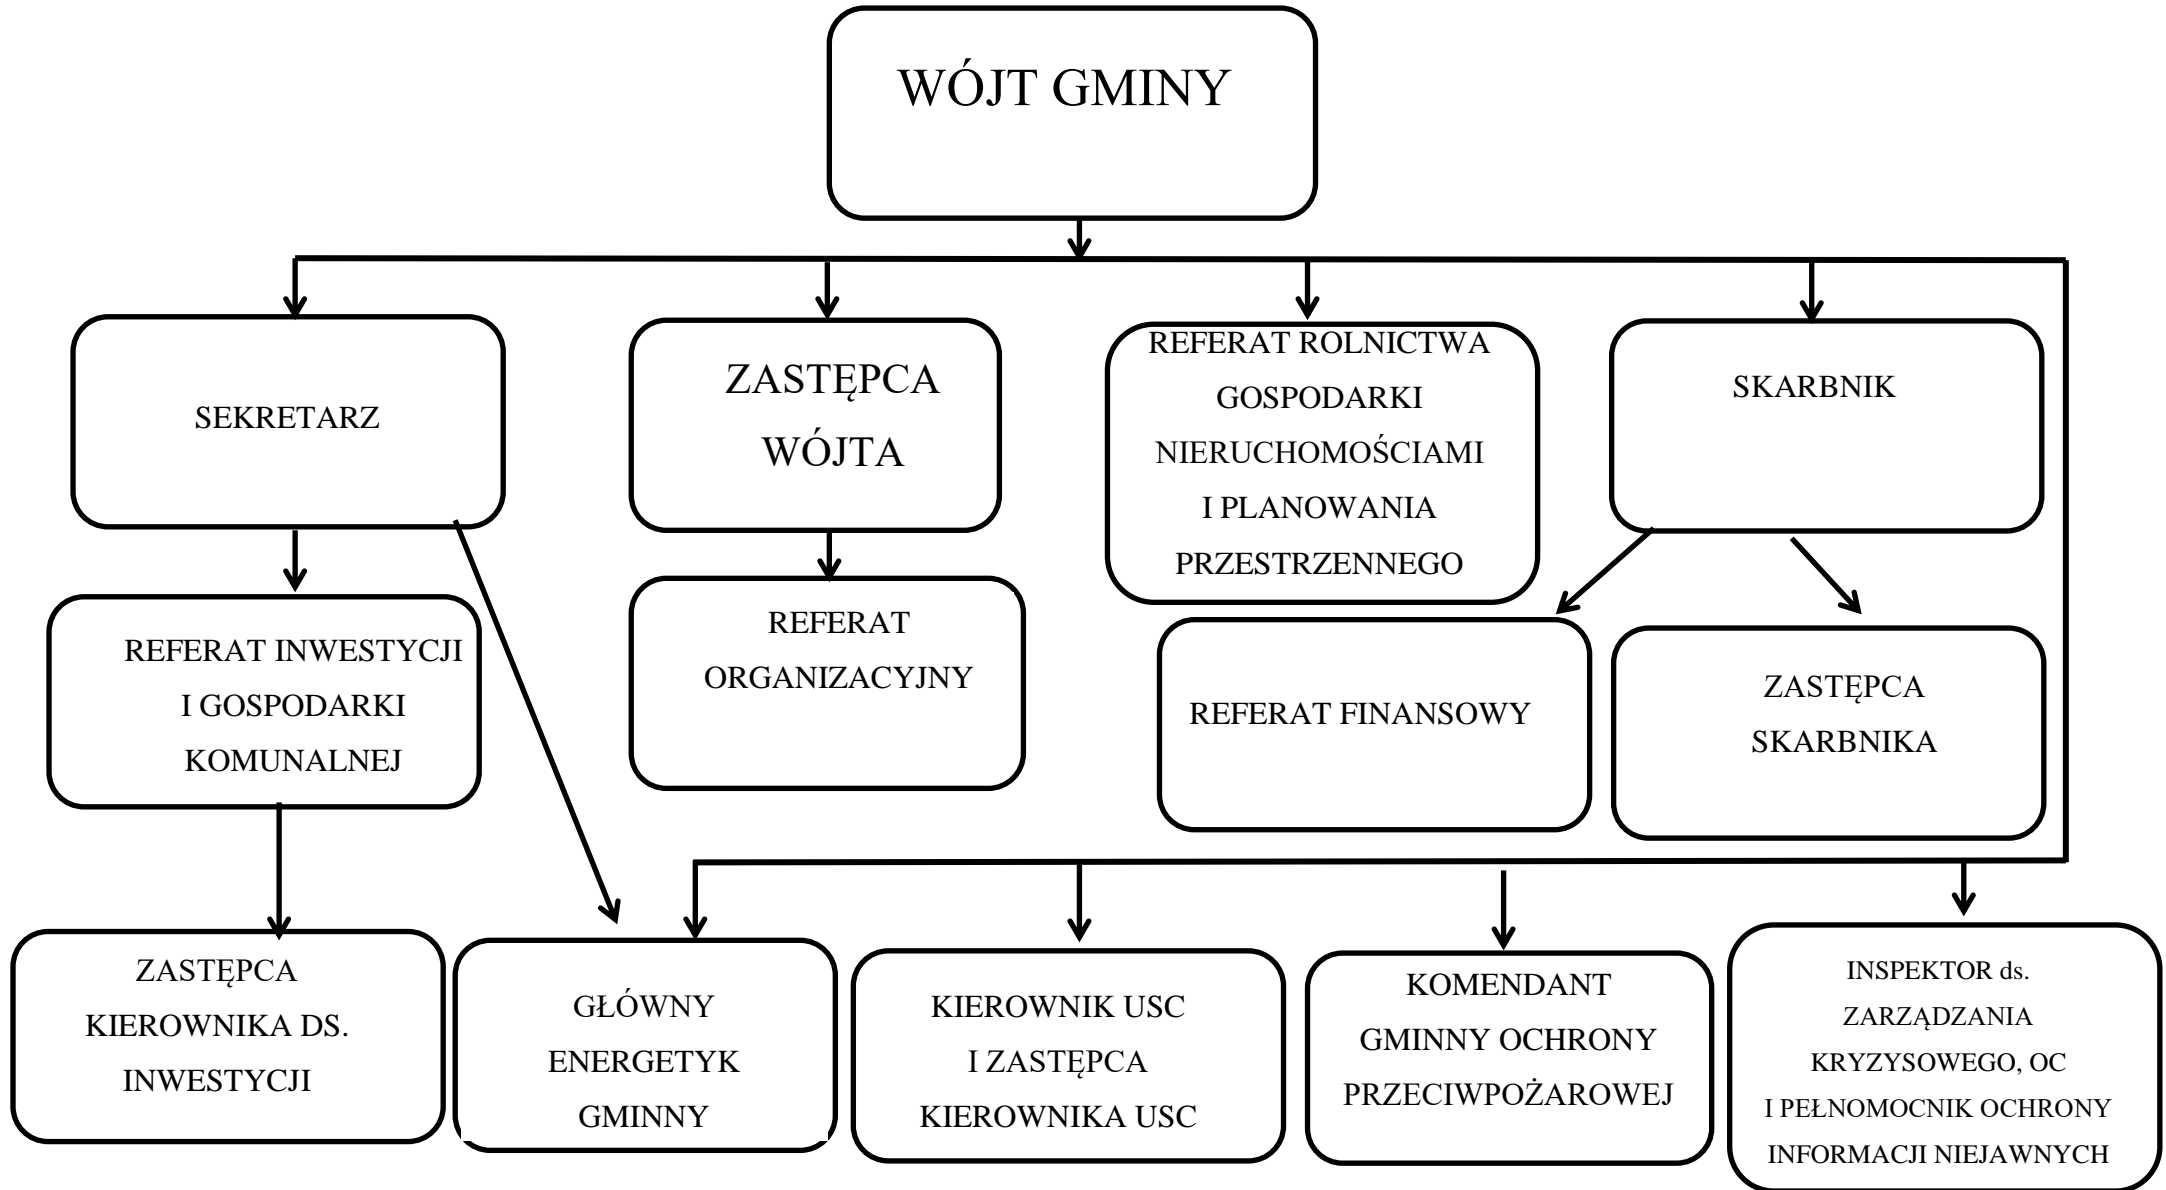 WÓJT GMINY
SEKRETARZ
ZASTĘPCA
WÓJTA
REFERAT ROLNICTWA
GOSPODARKI
NIERUCHOMOŚCIAMI
I PLANOWANIA
PRZESTRZENNEGO
SKARBNIK
REFERAT INWESTYCJI
I GOSPODARKI
KOMUNALNEJ
REFERAT
ORGANIZACYJNY
REFERAT FINANSOWY
ZASTĘPCA
SKARBNIKA
ZASTĘPCA
KIEROWNIKA DS.
INWESTYCJI
GŁÓWNY
ENERGETYK
GMINNY
KIEROWNIK USC
I ZASTĘPCA
KIEROWNIKA USC
KOMENDANT
GMINNY OCHRONY
PRZECIWPOŻAROWEJ
INSPEKTOR ds.
ZARZĄDZANIA
KRYZYSOWEGO, OC
I PEŁNOMOCNIK OCHRONY
INFORMACJI NIEJAWNYCH